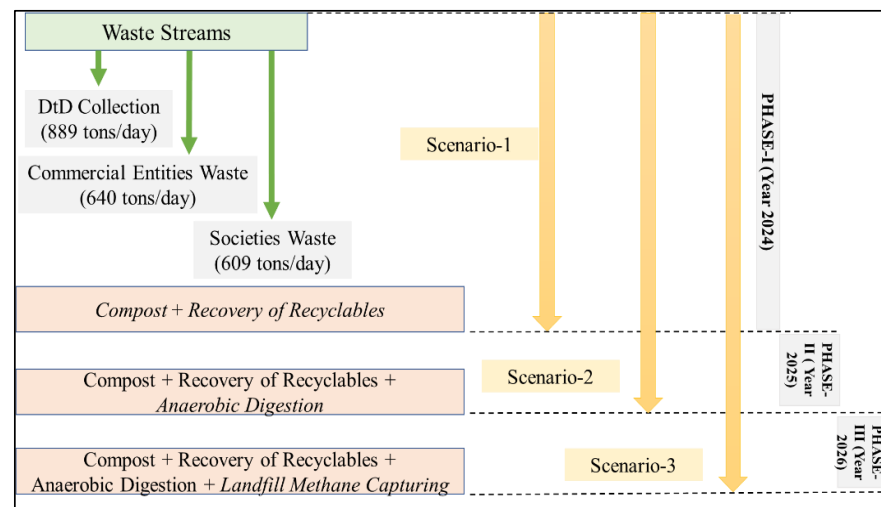 Waste Streams
DtD Collection
(889 tons/day)
Commercial Entities Waste
(640 tons/day)
Societies Waste
(609 tons/day)
Scenario-1
PHASE-I (Year 2024)
Compost + Recovery of Recyclables
Compost + Recovery of Recyclables +
Anaerobic Digestion
Scenario-2
PHASE-
II ( Year
2025)
Compost + Recovery of Recyclables +
Anaerobic Digestion + Landfill Methane Capturing
Scenario-3
PHASE-
III (Year
2026)